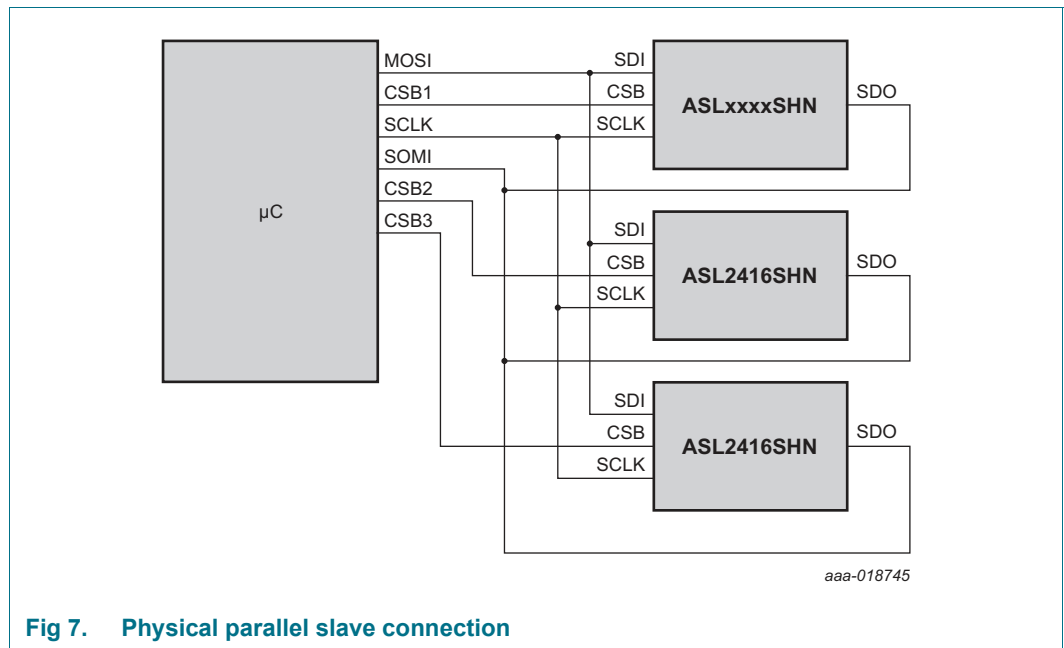 MOSI
CSB1
SCLK
SOMI
CSB2
CSB3
µC
SDI
CSB
SCLK
ASLxxxxSHN
SDO
SDI
CSB
SCLK
ASL2416SHN
SDO
SDI
CSB
SCLK
ASL2416SHN
SDO
aaa-018745
Fig 7. Physical parallel slave connection